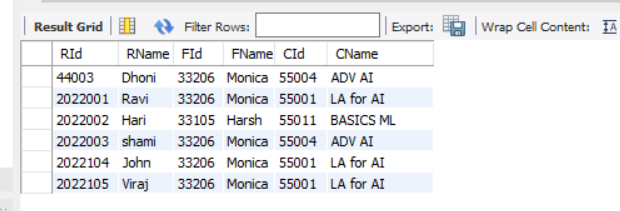 Result Grid Filter Rows: Export: Wrap Cell Content: IA
RId RName FId FName CId CName
44003 Dhoni 33206 Monica 55004 ADV AI
2022001 Ravi 33206 Monica 55001 LA for AI
2022002 Hari 33105 Harsh 55011 BASICS ML
2022003 shami 33206 Monica 55004 ADV AI
2022104 John 33206 Monica 55001 LA for AI
2022105 Viraj 33206 Monica 55001 LA for AI